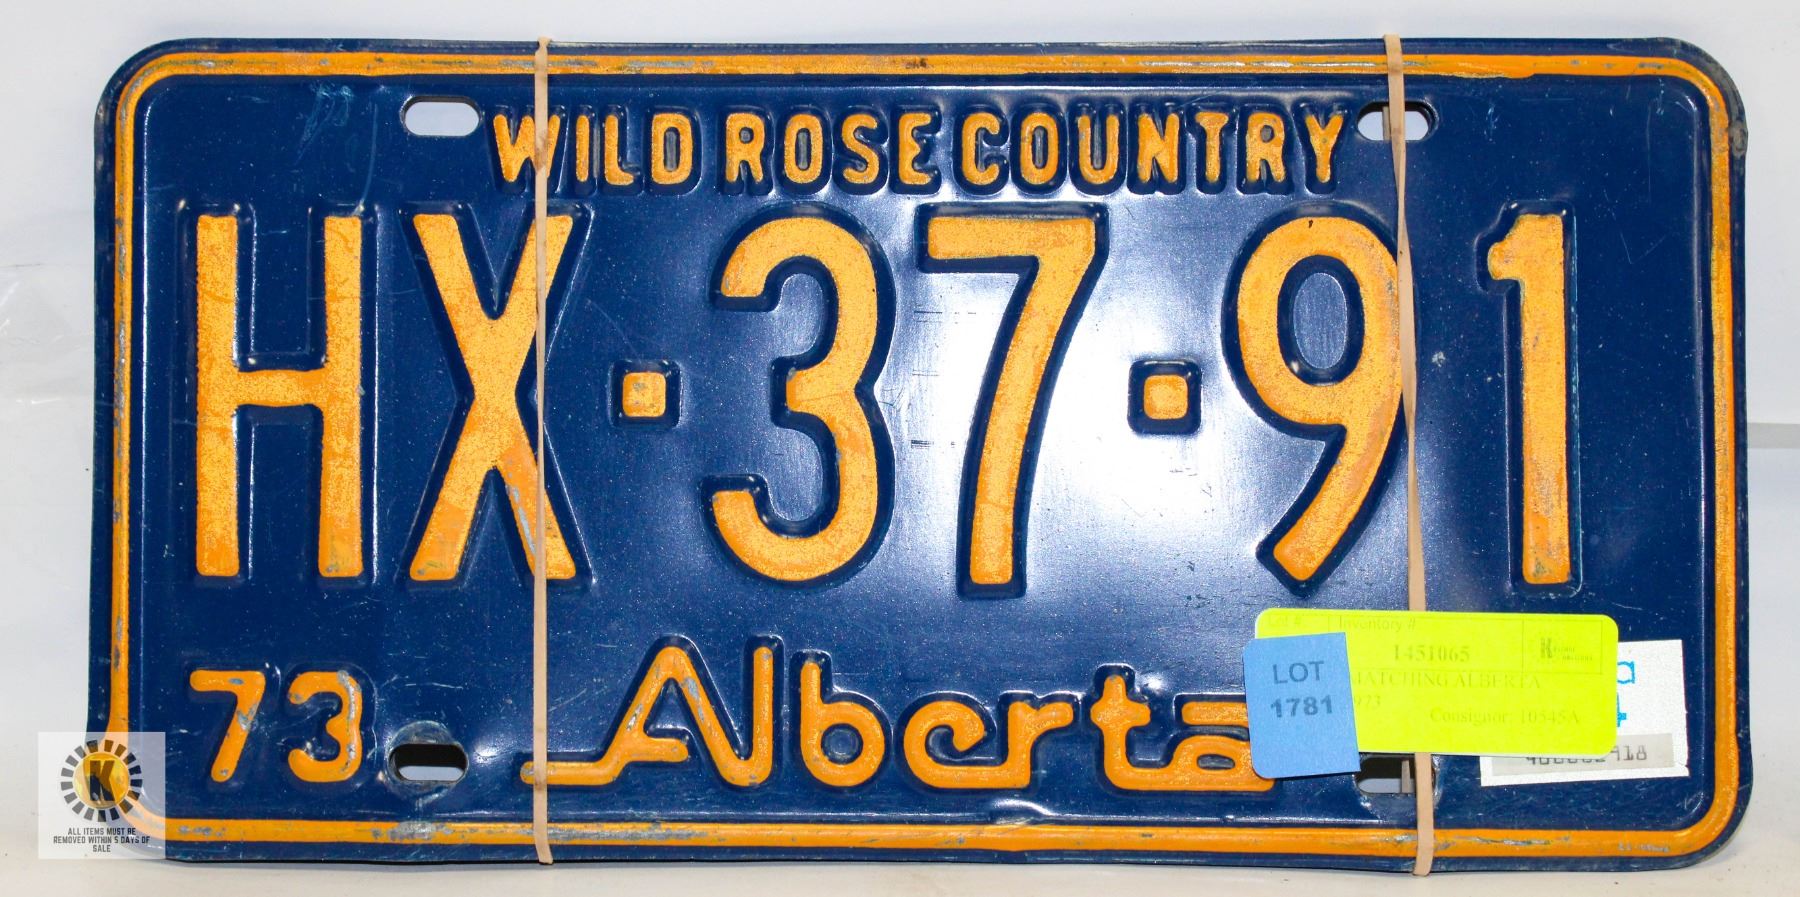 WILD ROSE COUNTRY
HX·37·91
73 Alberta
Lot # Inventory #
1451065
MATCHING ALBERTA
Consignor: 10545A
LOT
1781
K
ALL ITEMS MUST BE
REMOVED WITHIN 5 DAYS OF
SALE